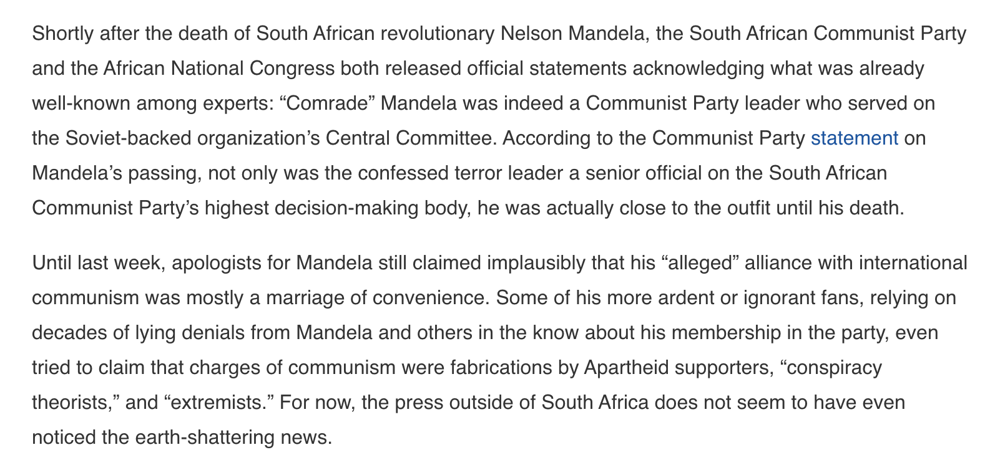 Shortly after the death of South African revolutionary Nelson Mandela, the South African Communist Party
and the African National Congress both released official statements acknowledging what was already
well-known among experts: “Comrade” Mandela was indeed a Communist Party leader who served on
the Soviet-backed organization’s Central Committee. According to the Communist Party statement on
Mandela’s passing, not only was the confessed terror leader a senior official on the South African
Communist Party’s highest decision-making body, he was actually close to the outfit until his death.
Until last week, apologists for Mandela still claimed implausibly that his “alleged” alliance with international
communism was mostly a marriage of convenience. Some of his more ardent or ignorant fans, relying on
decades of lying denials from Mandela and others in the know about his membership in the party, even
tried to claim that charges of communism were fabrications by Apartheid supporters, “conspiracy
theorists,” and “extremists.” For now, the press outside of South Africa does not seem to have even
noticed the earth-shattering news.